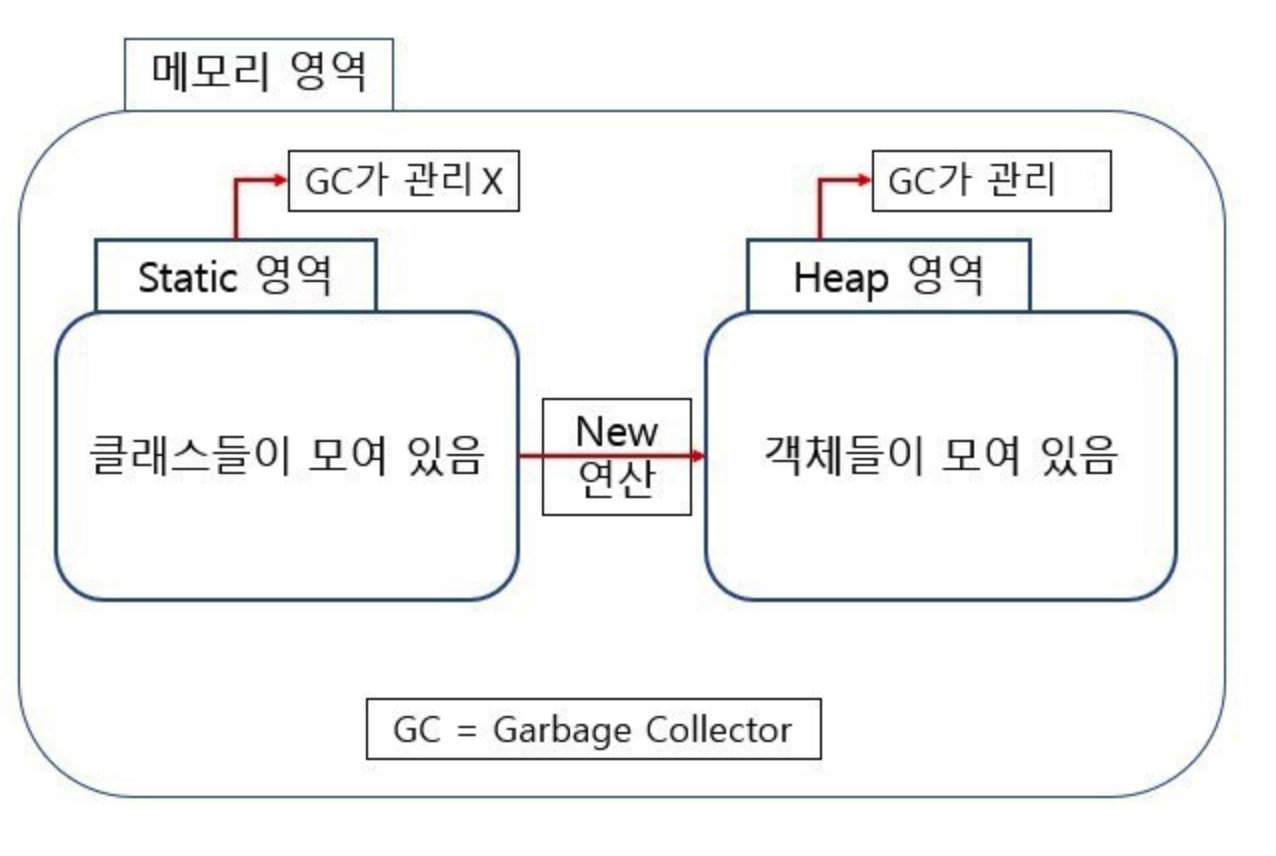 메모리 영역
GC가 관리 X
GC가 관리
Static 영역
Heap 영역
클래스들이 모여 있음
New
연산
객체들이 모여 있음
GC = Garbage Collector